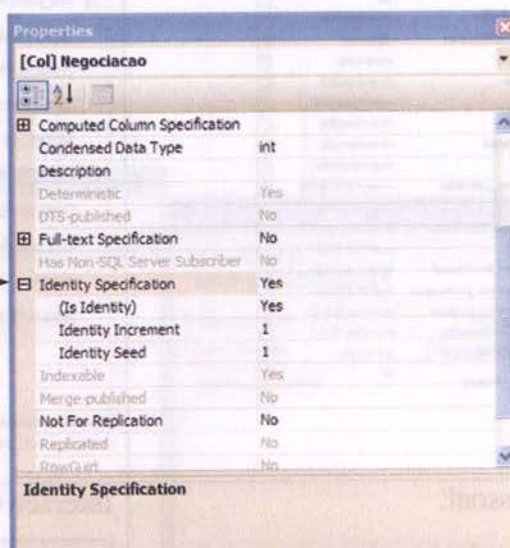 Properties
[Col] Negociacao
Computed Column Specification
Condensed Data Type int
Description
Deterministic Yes
DTS-published No
Full-text Specification No
Has Non-SQL Server Subscriber No
Identity Specification Yes
(Is Identity) Yes
Identity Increment 1
Identity Seed 1
Indexable Yes
Merge-published No
Not For Replication No
Replicated No
RowGuid No
Identity Specification